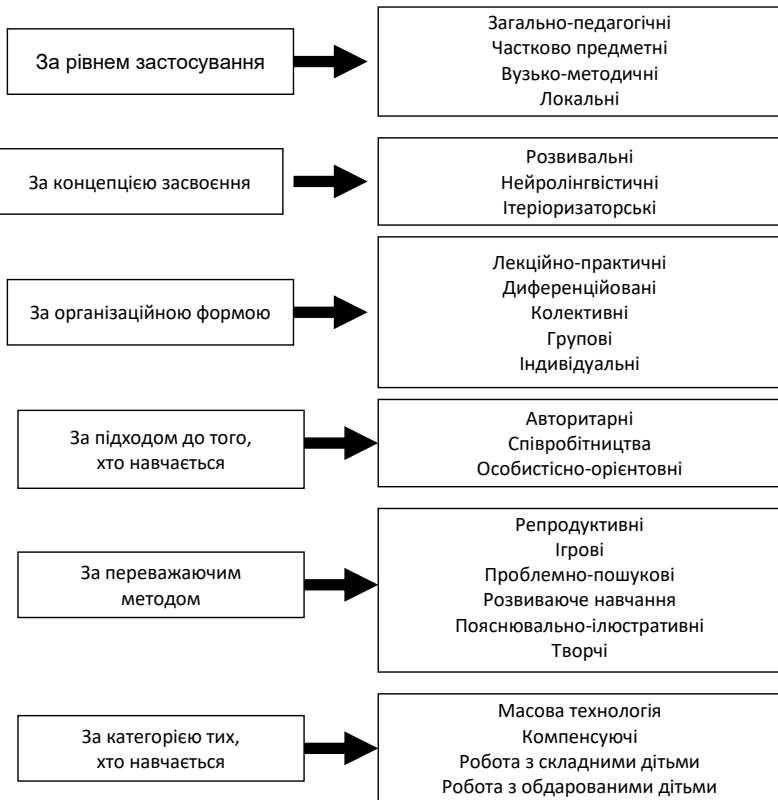 За рівнем застосування
Загально-педагогічні
Частково предметні
Вузько-методичні
Локальні
За концепцією засвоєння
Розвивальні
Нейролінгвістичні
Ітеріоризаторські
За організаційною формою
Лекційно-практичні
Диференційовані
Колективні
Групові
Індивідуальні
За підходом до того,
хто навчається
Авторитарні
Співробітництва
Особистісно-орієнтовні
За переважаючим
методом
Репродуктивні
Ігрові
Проблемно-пошукові
Розвиваюче навчання
Пояснювально-ілюстративні
Творчі
За категорією тих,
хто навчається
Масова технологія
Компенсуючі
Робота з складними дітьми
Робота з обдарованими дітьми